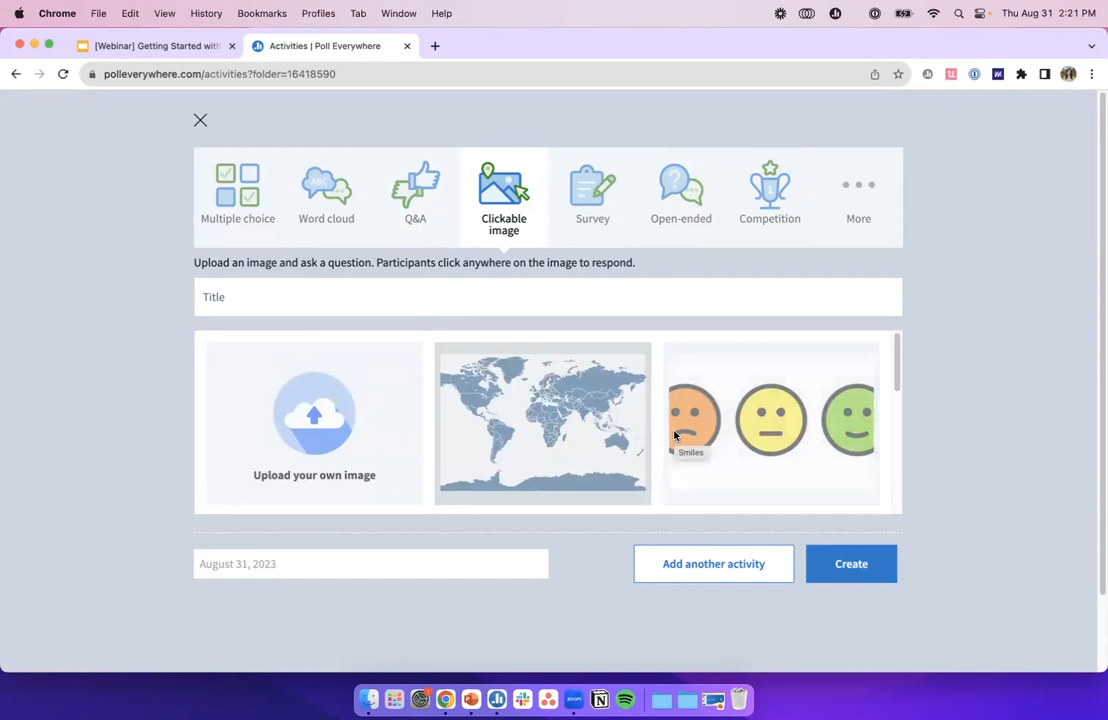 Chrome File Edit View History Bookmarks Profiles Tab Window Help Thu Aug 31 2:21 PM
[Webinar] Getting Started with Activities | Poll Everywhere
polleverywhere.com/activities?folder=16418590
Multiple choice
ABC
Word cloud
Q&A
Clickable
image
Survey
?
Open-ended
1
Competition
More
Upload an image and ask a question. Participants click anywhere on the image to respond.
Title
Upload your own image
Smiles
August 31, 2023
Add another activity
Create
zoom